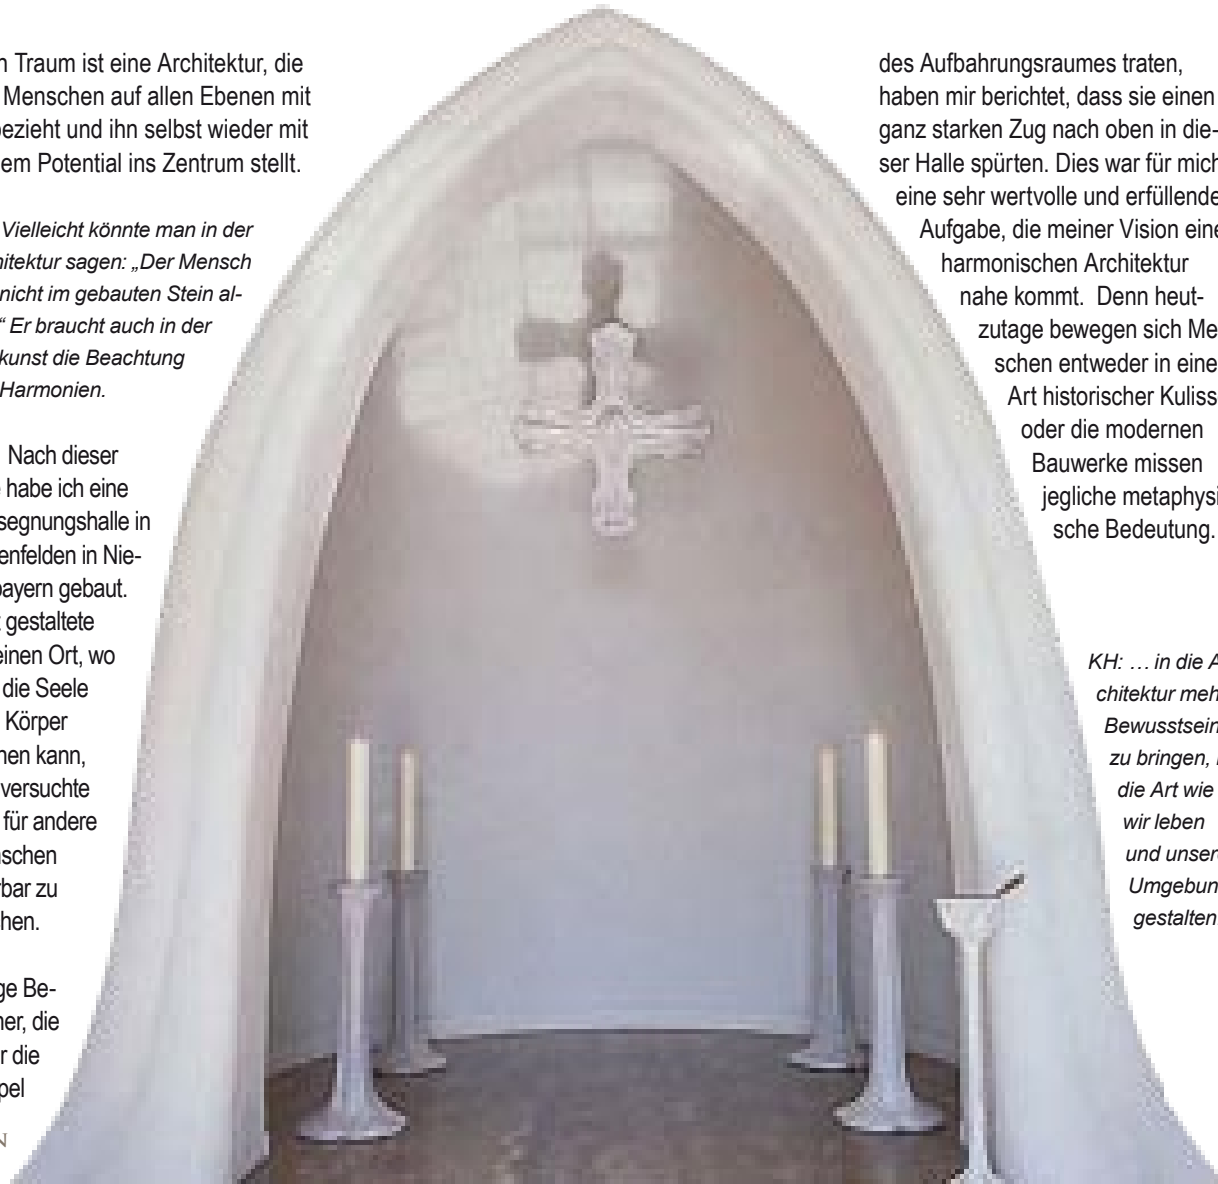 n Traum ist eine Architektur, die
Menschen auf allen Ebenen mit
bezieht und ihn selbst wieder mit
em Potential ins Zentrum stellt.
Vielleicht könnte man in der
hitektur sagen: „Der Mensch
nicht im gebauten Stein al-
“ Er braucht auch in der
kunst die Beachtung
Harmonien.
Nach dieser
habe ich eine
segnungshalle in
enfelden in Nie-
bayern gebaut.
gestaltete
einen Ort, wo
die Seele
Körper
hen kann,
versuchte
für andere
nschen
rbar zu
hen.
ge Be-
her, die
r die
pel
N
des Aufbahrungsraumes traten,
haben mir berichtet, dass sie einen
ganz starken Zug nach oben in die-
ser Halle spürten. Dies war für mich
eine sehr wertvolle und erfüllende
Aufgabe, die meiner Vision eine
harmonischen Architektur
nahe kommt. Denn heut-
zutage bewegen sich Me
schen entweder in eine
Art historischer Kuliss
oder die modernen
Bauwerke missen
jegliche metaphysi
sche Bedeutung.
KH: … in die A
chitektur meh
Bewusstsein
zu bringen,
die Art wie
wir leben
und unser
Umgebun
gestalten